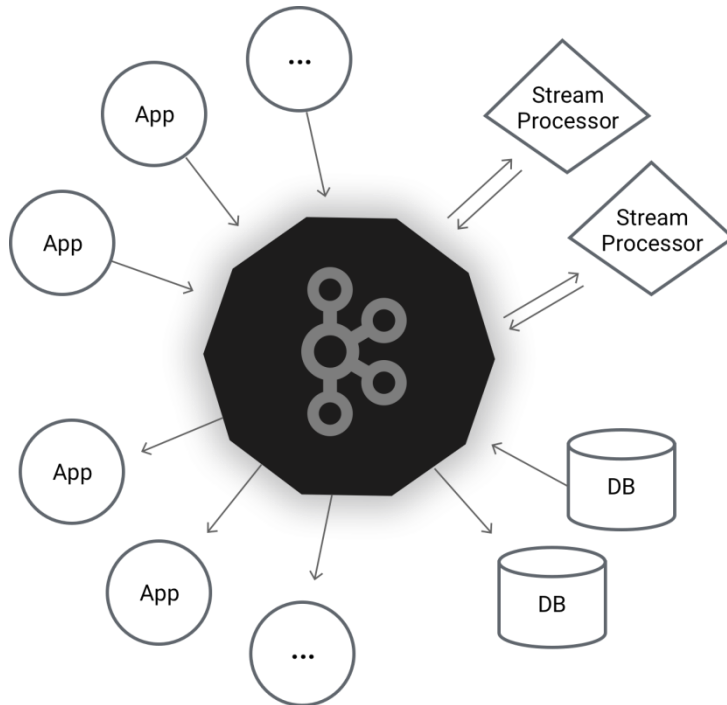 ...
App
App
Stream
Processor
Stream
Processor
App
App
...
DB
DB